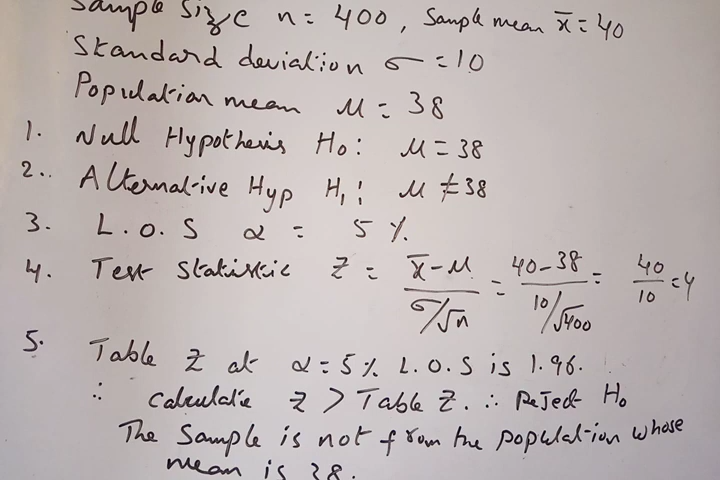 Sample size n = 400, Sample mean x̄ = 40
Standard deviation σ = 10
Population mean μ = 38
1. Null Hypothesis H₀: μ = 38
2.. Alternative Hyp H₁: μ ≠ 38
3. L.O.S α = 5 %.
4. Test Statistic Z = (x̄ - μ)/(σ/√n) = (40 - 38)/(10/√400) = 40/10 = 4
5. Table Z at α = 5% L.O.S is 1.96.
∴ calculate Z > Table Z. ∴ Reject H₀
The Sample is not from the population whose
mean is 38.